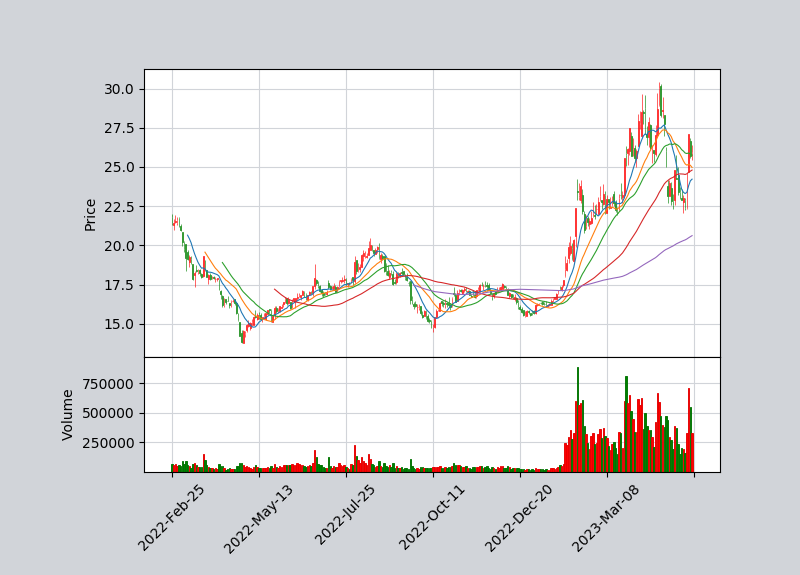 30.0
27.5
25.0
22.5
20.0
17.5
15.0
Price
750000
500000
250000
Volume
2022-Feb-25
2022-May-13
2022-Jul-25
2022-Oct-11
2022-Dec-20
2023-Mar-08